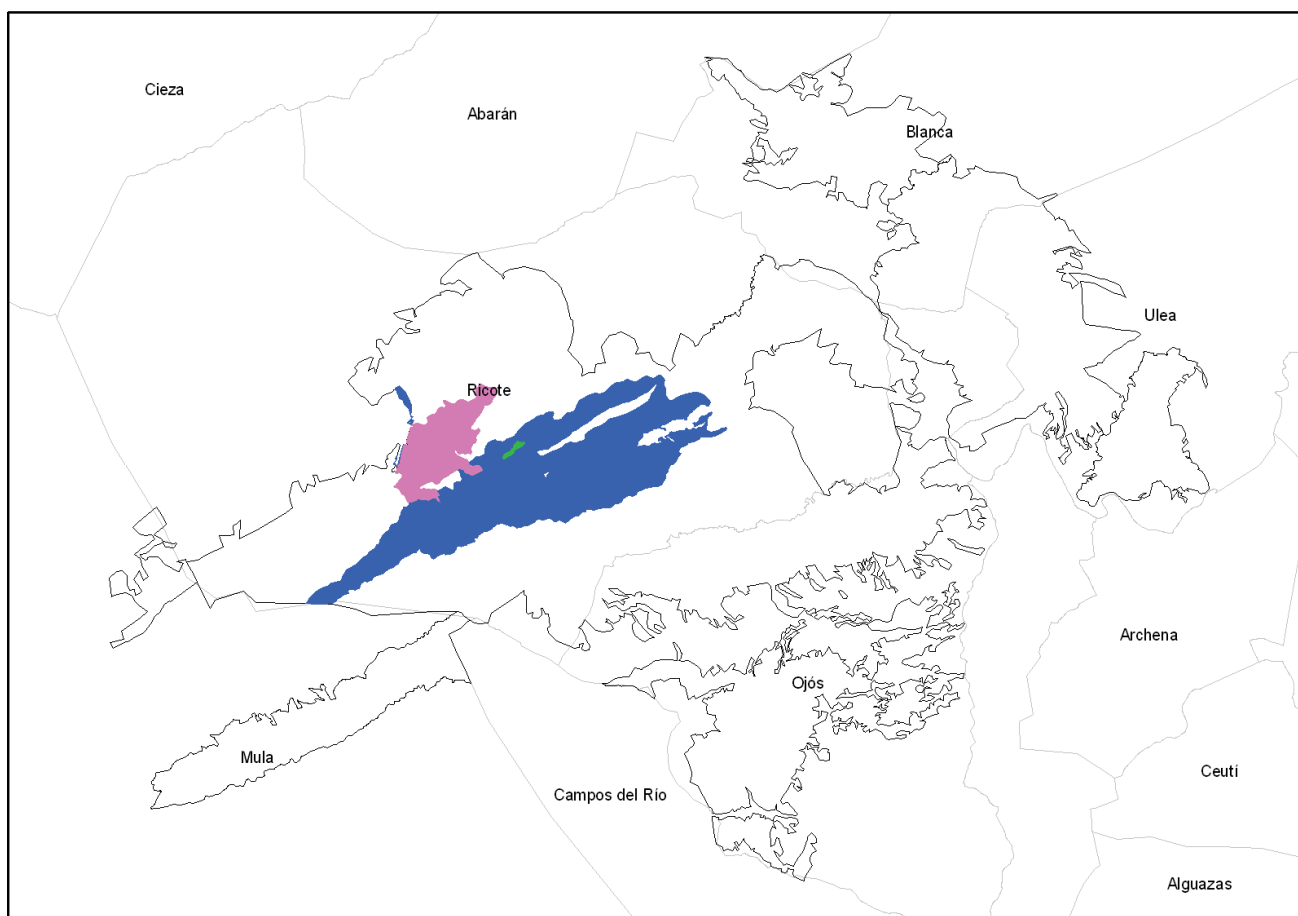 Cieza
Abarán
Blanca
Ulea
Ricote
Archena
Ojós
Mula
Ceutí
Campos del Río
Alguazas